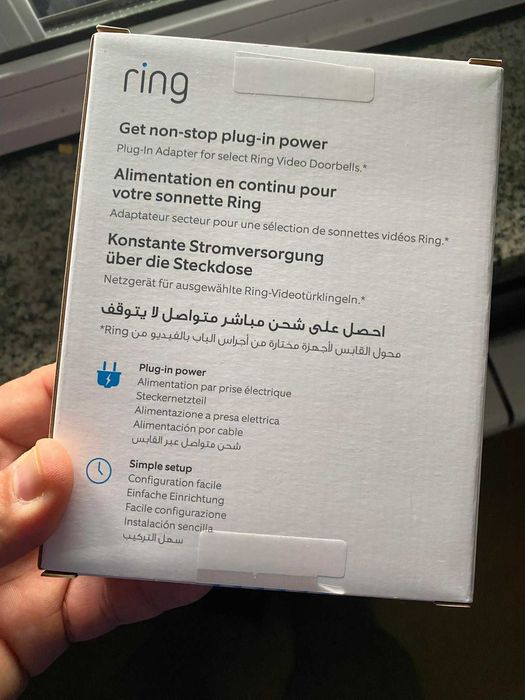 ring
Get non-stop plug-in power
Plug-In Adapter for select Ring Video Doorbells.*
Alimentation en continu pour
votre sonnette Ring
Adaptateur secteur pour une sélection de sonnettes vidéos Ring.*
Konstante Stromversorgung
über die Steckdose
Netzgerät für ausgewählte Ring-Videotürklingeln.*
احصل على شحن مباشر متواصل لا يتوقف
محول القابس لأجهزة مختارة من أجراس الباب بالفيديو من Ring*
Plug-in power
Alimentation par prise électrique
Steckernetzteil
Alimentazione a presa elettrica
Alimentación por cable
شحن متواصل عبر القابس
Simple setup
Configuration facile
Einfache Einrichtung
Facile configurazione
Instalación sencilla
سهل التركيب